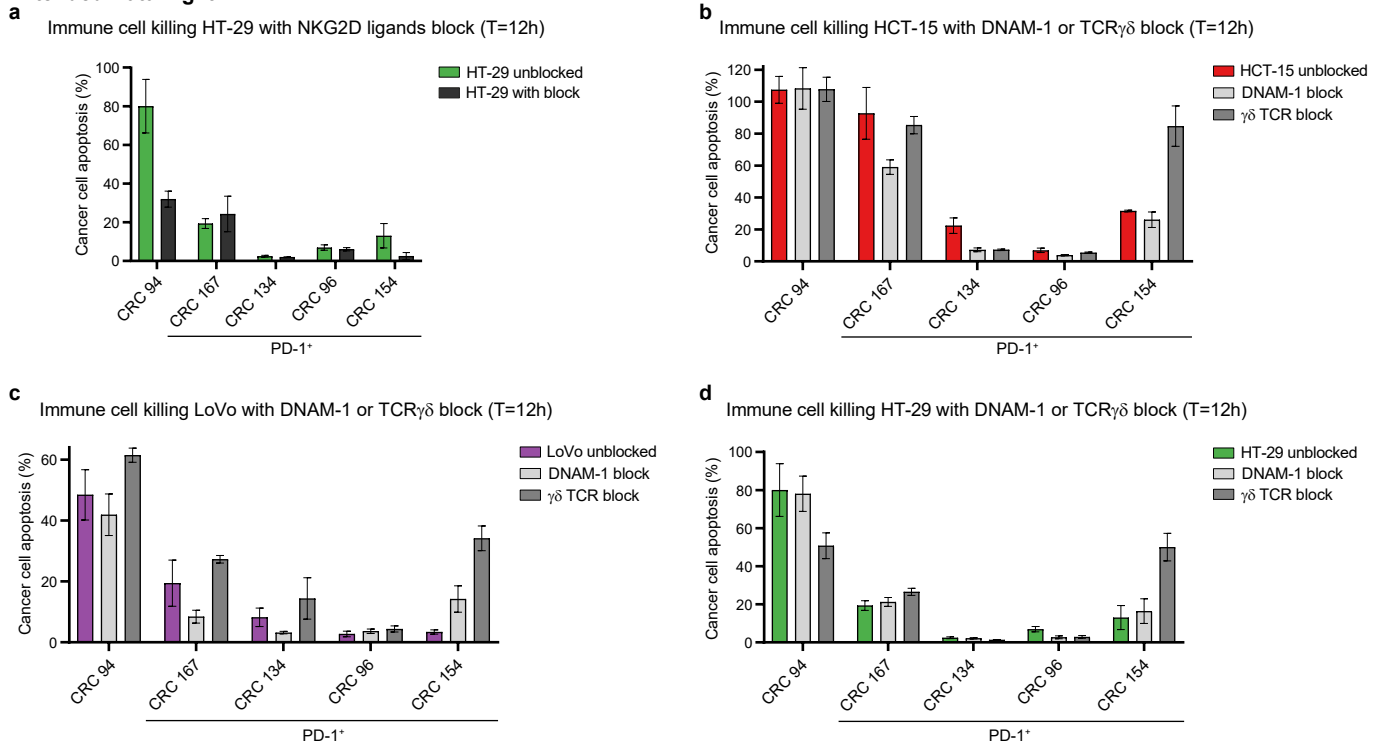 a
Immune cell killing HT-29 with NKG2D ligands block (T=12h)
Cancer cell apoptosis (%)
100
80
60
40
20
0
HT-29 unblocked
HT-29 with block
CRC 94
CRC 167
CRC 134
CRC 96
CRC 154
PD-1⁺
b
Immune cell killing HCT-15 with DNAM-1 or TCRγδ block (T=12h)
Cancer cell apoptosis (%)
120
100
80
60
40
20
0
HCT-15 unblocked
DNAM-1 block
γδ TCR block
CRC 94
CRC 167
CRC 134
CRC 96
CRC 154
PD-1⁺
c
Immune cell killing LoVo with DNAM-1 or TCRγδ block (T=12h)
Cancer cell apoptosis (%)
60
40
20
0
LoVo unblocked
DNAM-1 block
γδ TCR block
CRC 94
CRC 167
CRC 134
CRC 96
CRC 154
PD-1⁺
d
Immune cell killing HT-29 with DNAM-1 or TCRγδ block (T=12h)
Cancer cell apoptosis (%)
100
80
60
40
20
0
HT-29 unblocked
DNAM-1 block
γδ TCR block
CRC 94
CRC 167
CRC 134
CRC 96
CRC 154
PD-1⁺